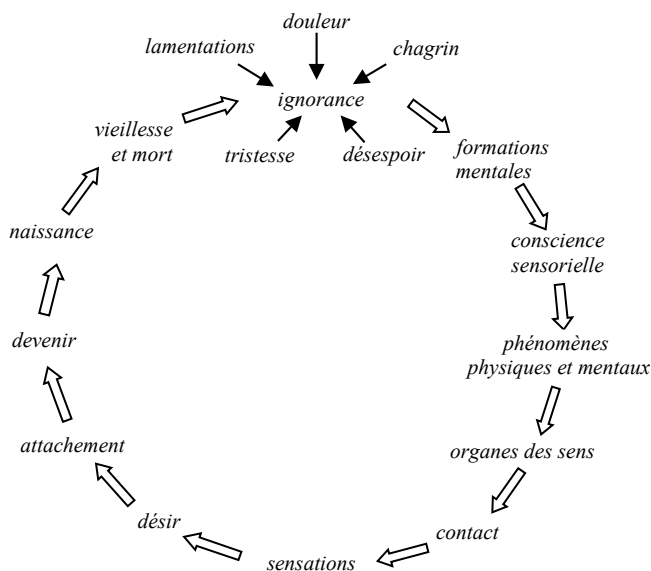 douleur
lamentations
chagrin
ignorance
vieillesse
et mort
tristesse
désespoir
formations
mentales
naissance
conscience
sensorielle
devenir
phénomènes
physiques et mentaux
attachement
organes des sens
désir
contact
sensations